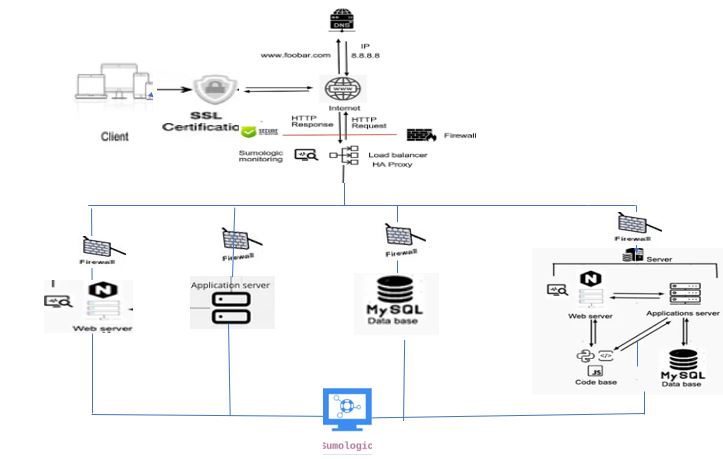 DNS
www.foobar.com
IP
8.8.8.8
WWW
Internet
SSL
Certificatio
Client
HTTP
Response
HTTP
Request
SECURE
Firewall
Sumologic
monitoring
Load balancer
HA Proxy
Firewall
Firewall
Firewall
Firewall
Server
N
Web server
Application server
MySQL
Data base
N
Web server
Applications server
JS
Code base
MySQL
Data base
Sumologic